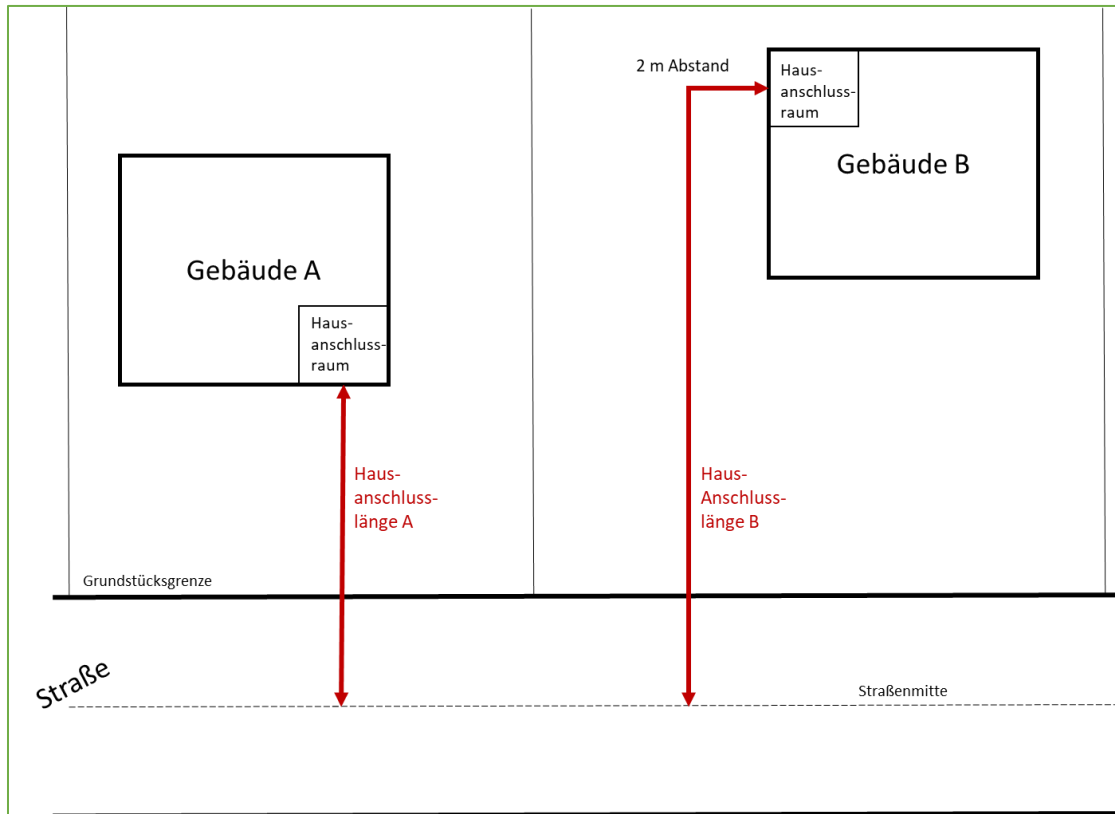 2 m Abstand
Haus-
anschluss-
raum
Gebäude B
Gebäude A
Haus-
anschluss-
raum
Haus-
anschluss-
länge A
Haus-
Anschluss-
länge B
Grundstücksgrenze
Straße
Straßenmitte